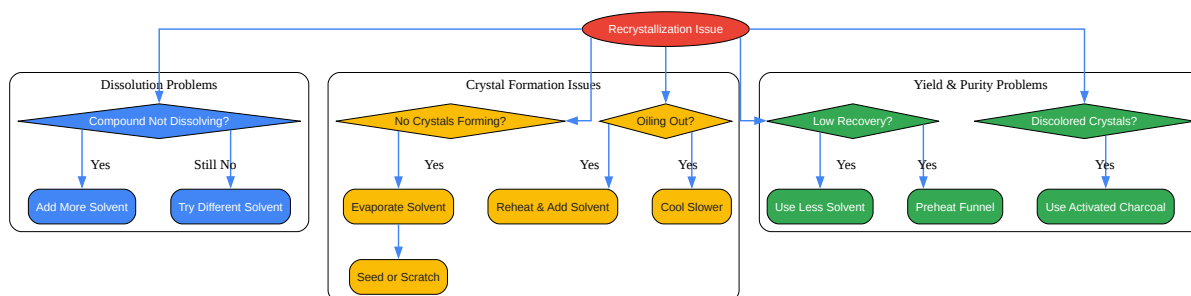 Recrystallization Issue
Dissolution Problems
Crystal Formation Issues
Yield & Purity Problems
Compound Not Dissolving?
No Crystals Forming?
Oiling Out?
Low Recovery?
Discolored Crystals?
Yes
Still No
Yes
Yes
Yes
Yes
Yes
Yes
Add More Solvent
Try Different Solvent
Evaporate Solvent
Reheat & Add Solvent
Cool Slower
Use Less Solvent
Preheat Funnel
Use Activated Charcoal
Seed or Scratch